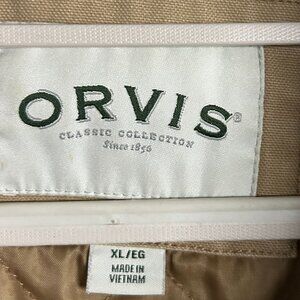 ORVIS®
CLASSIC COLLECTION
Since 1856
XL/EG
MADE IN
VIETNAM